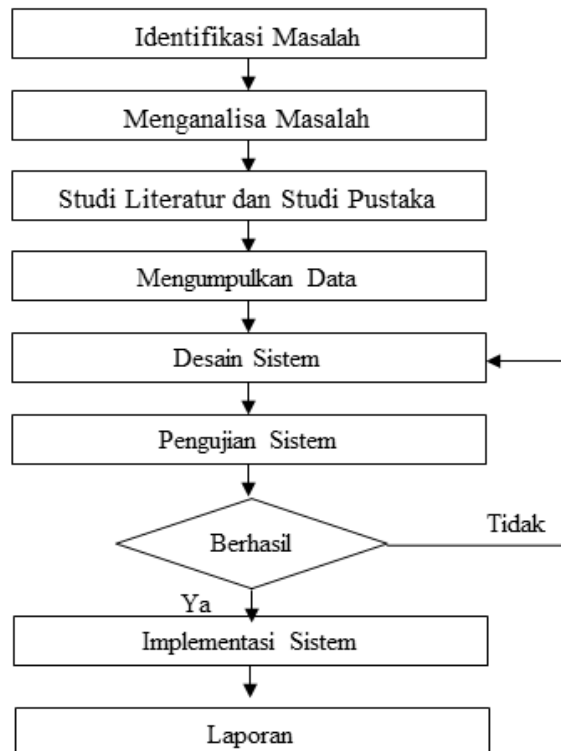 Identifikasi Masalah
Menganalisa Masalah
Studi Literatur dan Studi Pustaka
Mengumpulkan Data
Desain Sistem
Pengujian Sistem
Berhasil
Tidak
Ya
Implementasi Sistem
Laporan